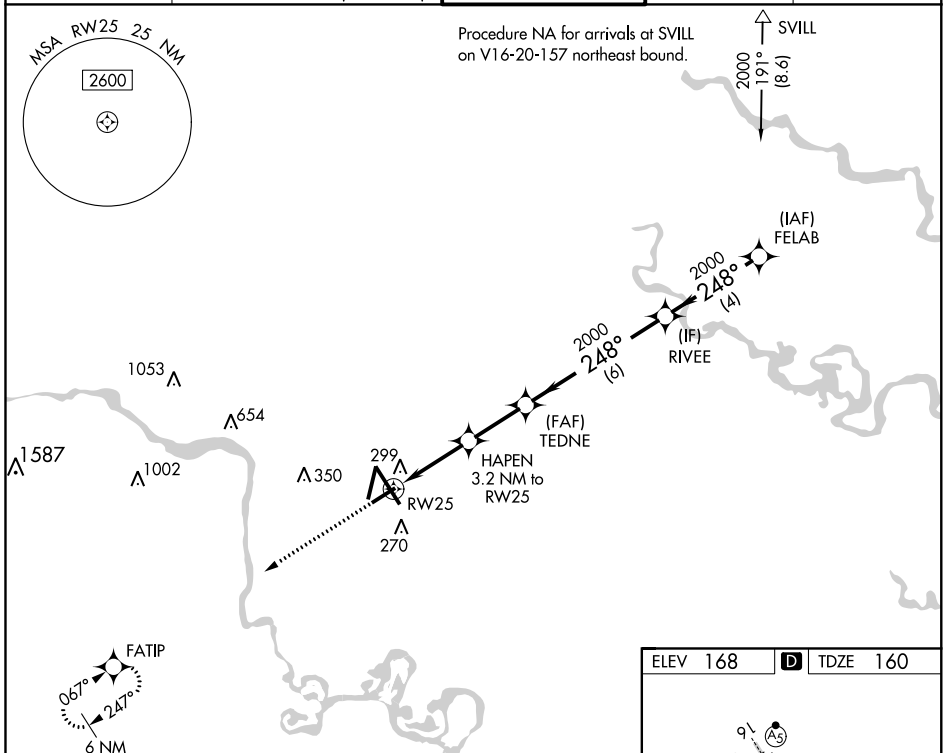 MSA RW25 25 NM
2600
Procedure NA for arrivals at SVILL
on V16-20-157 northeast bound.
SVILL
2000
191°
(8.6)
(IAF)
FELAB
2000
248°
(4)
(IF)
RIVEE
2000
248°
(6)
(FAF)
TEDNE
HAPEN
3.2 NM to
RW25
1053
654
1587
1002
350
299
RW25
270
FATIP
067°
247°
6 NM
ELEV 168
D
TDZE 160
16
A5